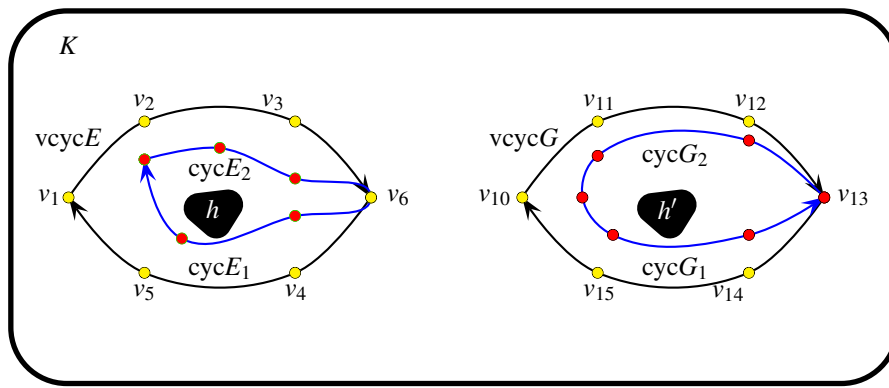 K
v₂ v₃ v₁₁ v₁₂
vcycE vcycG
cycE₂ cycG₂
v₁ h v₆ v₁₀ h′ v₁₃
cycE₁ cycG₁
v₅ v₄ v₁₅ v₁₄